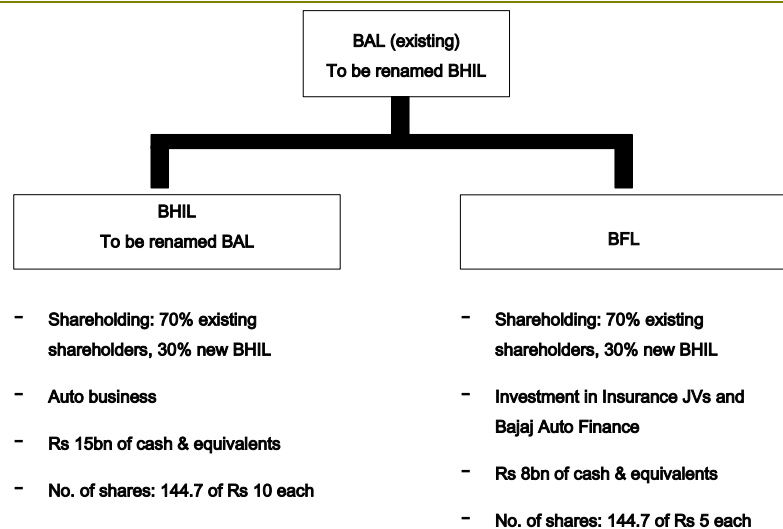 BAL (existing)
To be renamed BHIL
BHIL
To be renamed BAL
BFL
- Shareholding: 70% existing
shareholders, 30% new BHIL
- Auto business
- Rs 15bn of cash & equivalents
- No. of shares: 144.7 of Rs 10 each
- Shareholding: 70% existing
shareholders, 30% new BHIL
- Investment in Insurance JVs and
Bajaj Auto Finance
- Rs 8bn of cash & equivalents
- No. of shares: 144.7 of Rs 5 each